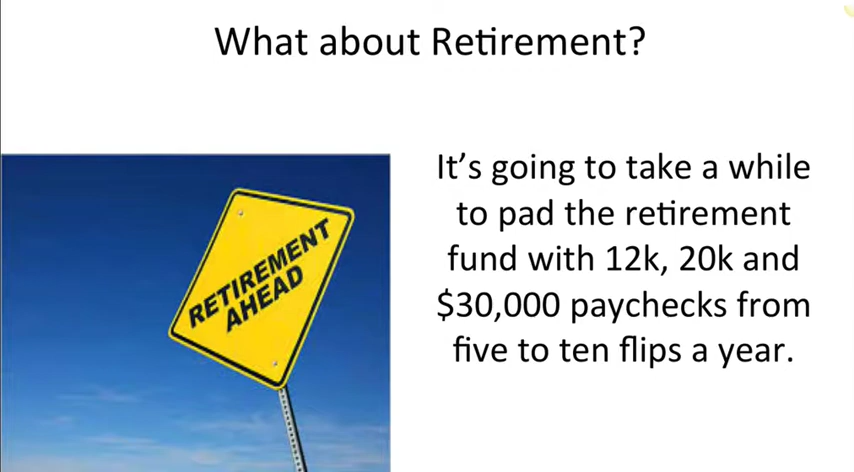 What about Retirement?
RETIREMENT
AHEAD
It's going to take a while
to pad the retirement
fund with 12k, 20k and
$30,000 paychecks from
five to ten flips a year.